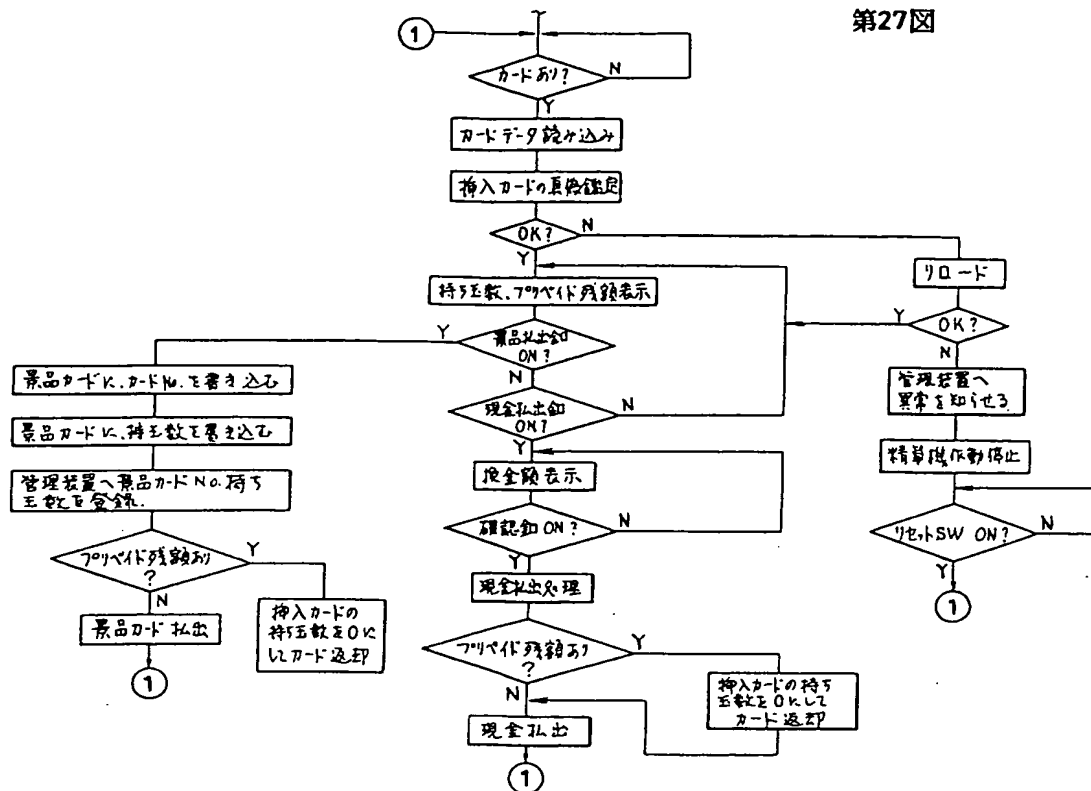 第27図
1
カードあり?
N
Y
カードデータ読み込み
挿入カードの真偽鑑定
OK?
N
Y
持ち玉数、プリペイド残額表示
リロード
景品払出釦
ON?
Y
N
OK?
Y
N
景品カードに、カードNo.を書き込む
現金払出釦
ON?
N
Y
管理装置へ
異常を知らせる
景品カードに、持玉数を書き込む
精算機作動停止
管理装置へ景品カードNo.持ち
玉数を登録.
換金額表示
確認釦ON?
N
Y
リセットSW ON?
N
Y
1
プリペイド残額あり
?
Y
N
現金払出処理
景品カード払出
1
挿入カードの
持ち玉数を0に
してカード返却
プリペイド残額あり
?
Y
N
挿入カードの持ち
玉数を0にして
カード返却
現金払出
1